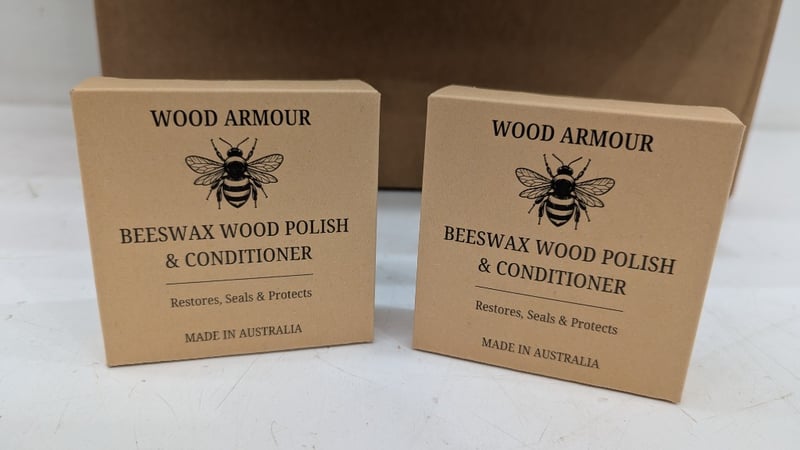 WOOD ARMOUR
BEESWAX WOOD POLISH
& CONDITIONER
Restores, Seals & Protects
MADE IN AUSTRALIA
WOOD ARMOUR
BEESWAX WOOD POLISH
& CONDITIONER
Restores, Seals & Protects
MADE IN AUSTRALIA